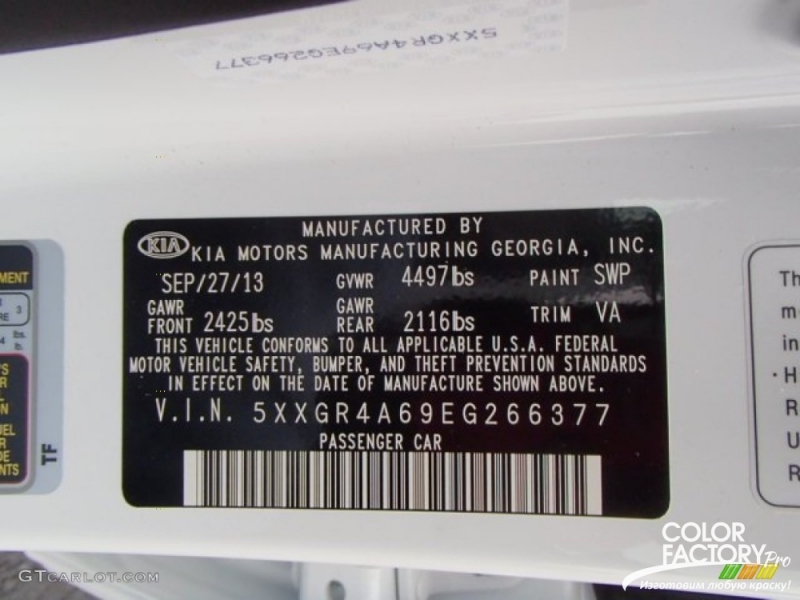 5XXGR4A69EG266377
MANUFACTURED BY
KIA KIA MOTORS MANUFACTURING GEORGIA, INC.
SEP/27/13 GVWR 4497lbs PAINT SWP
GAWR FRONT 2425lbs GAWR REAR 2116lbs TRIM VA
THIS VEHICLE CONFORMS TO ALL APPLICABLE U.S.A. FEDERAL
MOTOR VEHICLE SAFETY, BUMPER, AND THEFT PREVENTION STANDARDS
IN EFFECT ON THE DATE OF MANUFACTURE SHOWN ABOVE.
V.I.N. 5XXGR4A69EG266377
PASSENGER CAR
TF
COLOR
FACTORY Pro
Изготовим любую краску!
GTCARLOT.COM